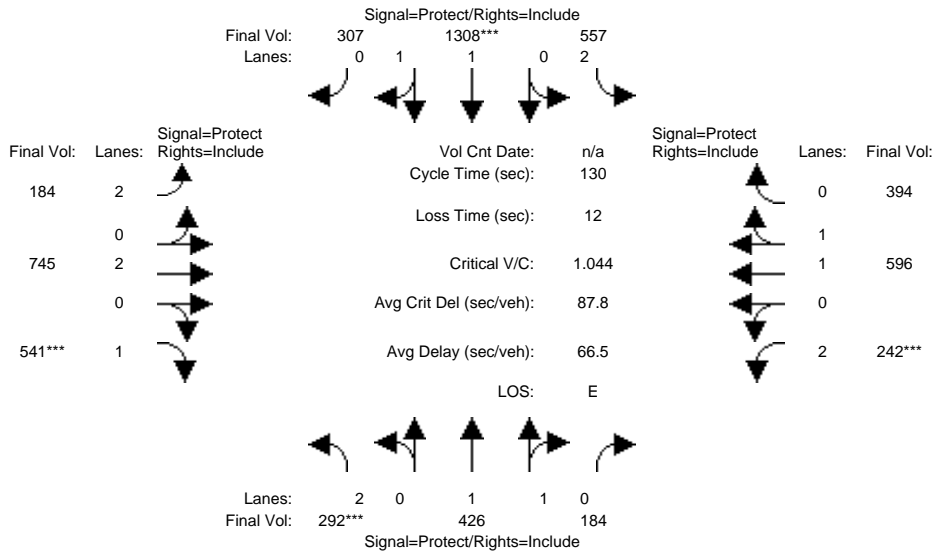 Signal=Protect/Rights=Include
Final Vol: 307 1308*** 557
Lanes: 0 1 1 0 2
Signal=Protect Signal=Protect
Final Vol: Lanes: Rights=Include Vol Cnt Date: n/a Rights=Include Lanes: Final Vol:
Cycle Time (sec): 130
184 2 0 394
Loss Time (sec): 12
0 1
745 2 Critical V/C: 1.044 1 596
0 Avg Crit Del (sec/veh): 87.8 0
541*** 1 Avg Delay (sec/veh): 66.5 2 242***
LOS: E
Lanes: 2 0 1 1 0
Final Vol: 292*** 426 184
Signal=Protect/Rights=Include